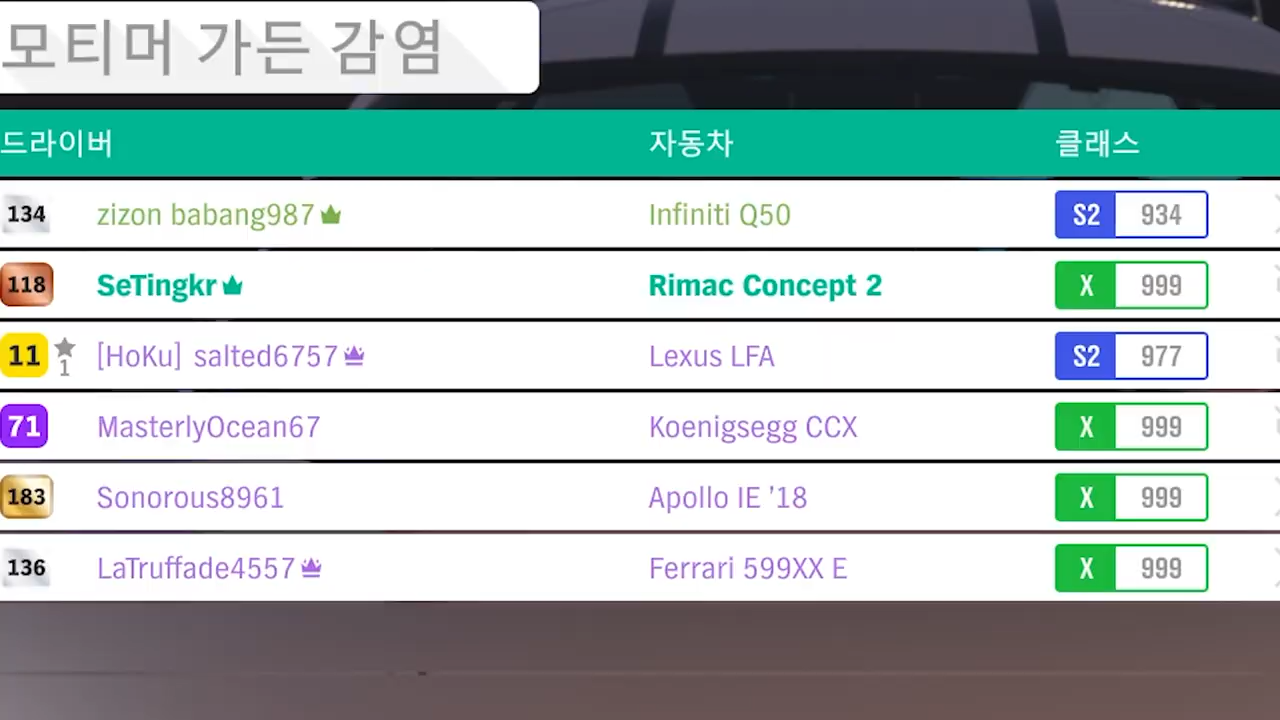 모티머 가든 감염
드라이버 자동차 클래스
134 zizon babang987 Infiniti Q50 S2 934
118 SeTingkr Rimac Concept 2 X 999
11 1 [HoKu] salted6757 Lexus LFA S2 977
71 MasterlyOcean67 Koenigsegg CCX X 999
183 Sonorous8961 Apollo IE ’18 X 999
136 LaTruffade4557 Ferrari 599XX E X 999